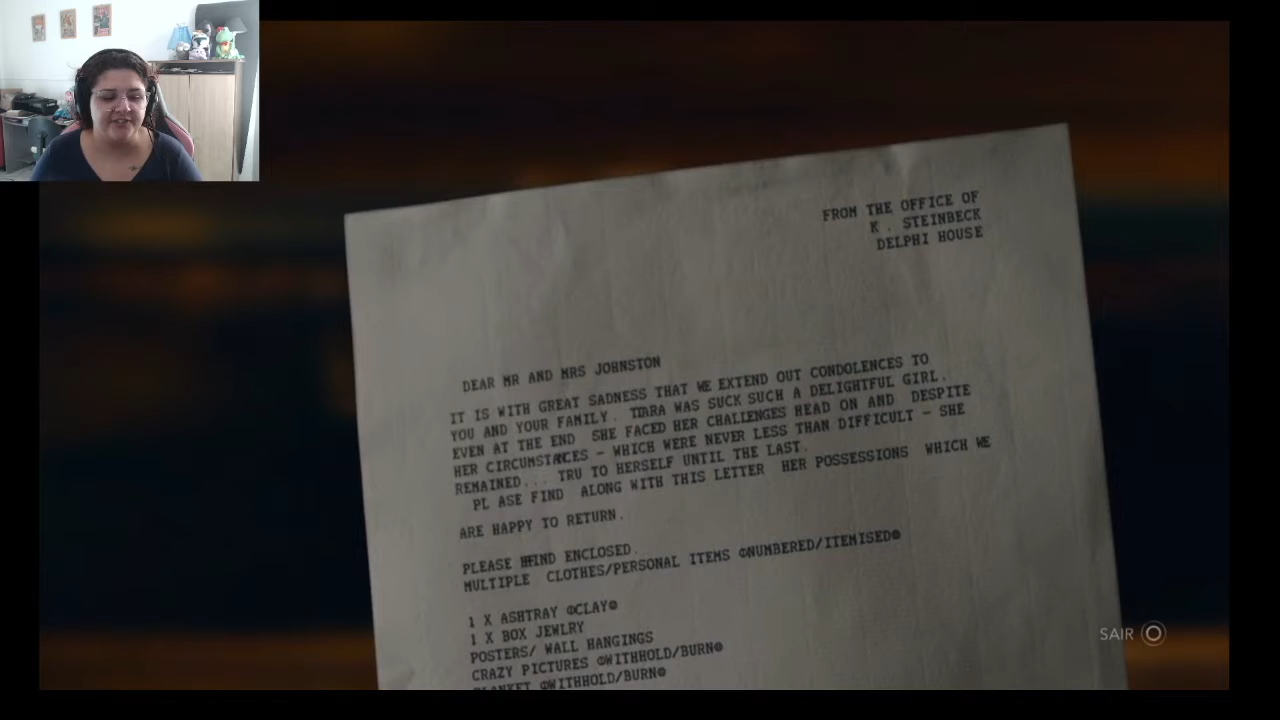 FROM THE OFFICE OF
K . STEINBECK
DELPHI HOUSE
DEAR MR AND MRS JOHNSTON
IT IS WITH GREAT SADNESS THAT WE EXTEND OUT CONDOLENCES TO
YOU AND YOUR FAMILY. TIARA WAS SUCK SUCH A DELIGHTFUL GIRL.
EVEN AT THE END SHE FACED HER CHALLENGES HEAD ON AND DESPITE
HER CIRCUMSTANCES - WHICH WERE NEVER LESS THAN DIFFICULT - SHE
REMAINED... TRU TO HERSELF UNTIL THE LAST.
PL ASE FIND ALONG WITH THIS LETTER HER POSSESSIONS WHICH WE
ARE HAPPY TO RETURN.
PLEASE FIND ENCLOSED.
MULTIPLE CLOTHES/PERSONAL ITEMS @NUMBERED/ITEMISED@
1 X ASHTRAY @CLAY@
1 X BOX JEWLRY
POSTERS/ WALL HANGINGS
CRAZY PICTURES @WITHHOLD/BURN@
BLANKET @WITHHOLD/BURN@
SAIR